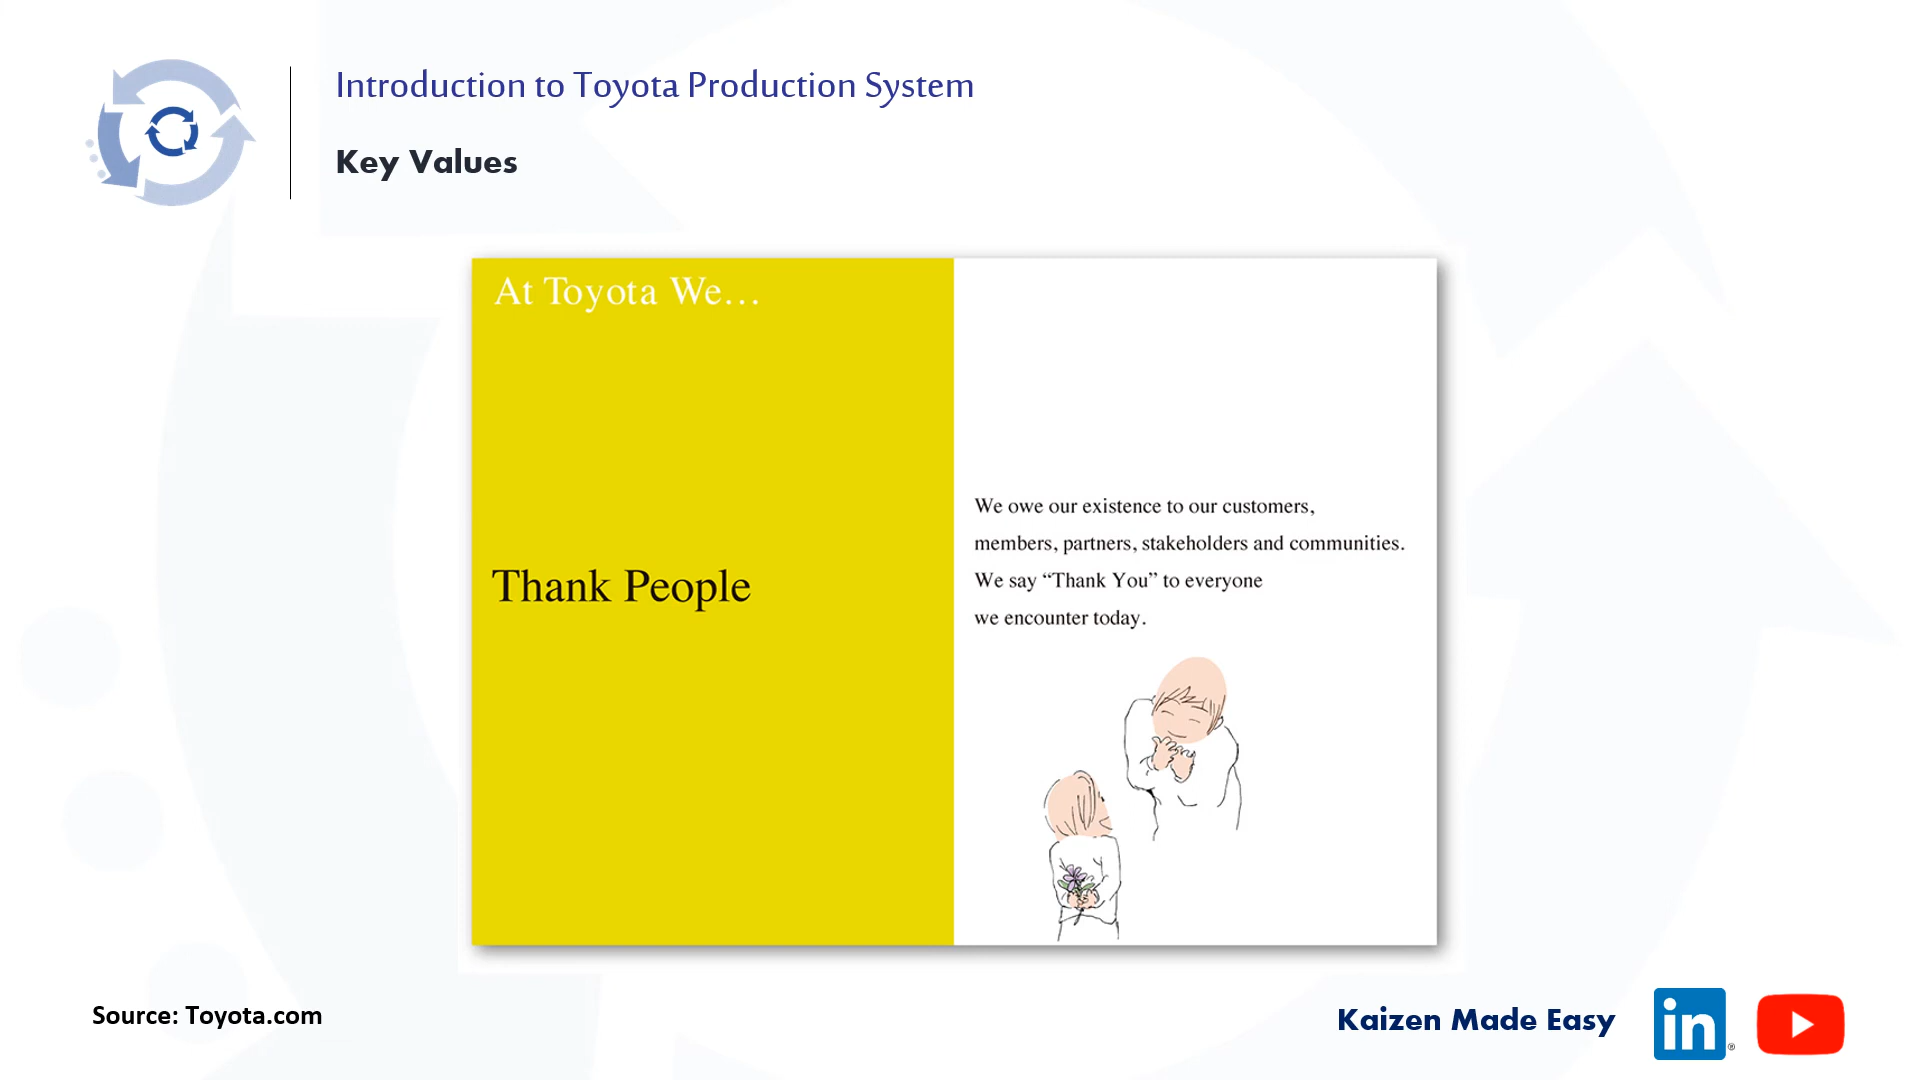 Introduction to Toyota Production System
Key Values
At Toyota We…
Thank People
We owe our existence to our customers,
members, partners, stakeholders and communities.
We say “Thank You” to everyone
we encounter today.
Source: Toyota.com
Kaizen Made Easy
in®